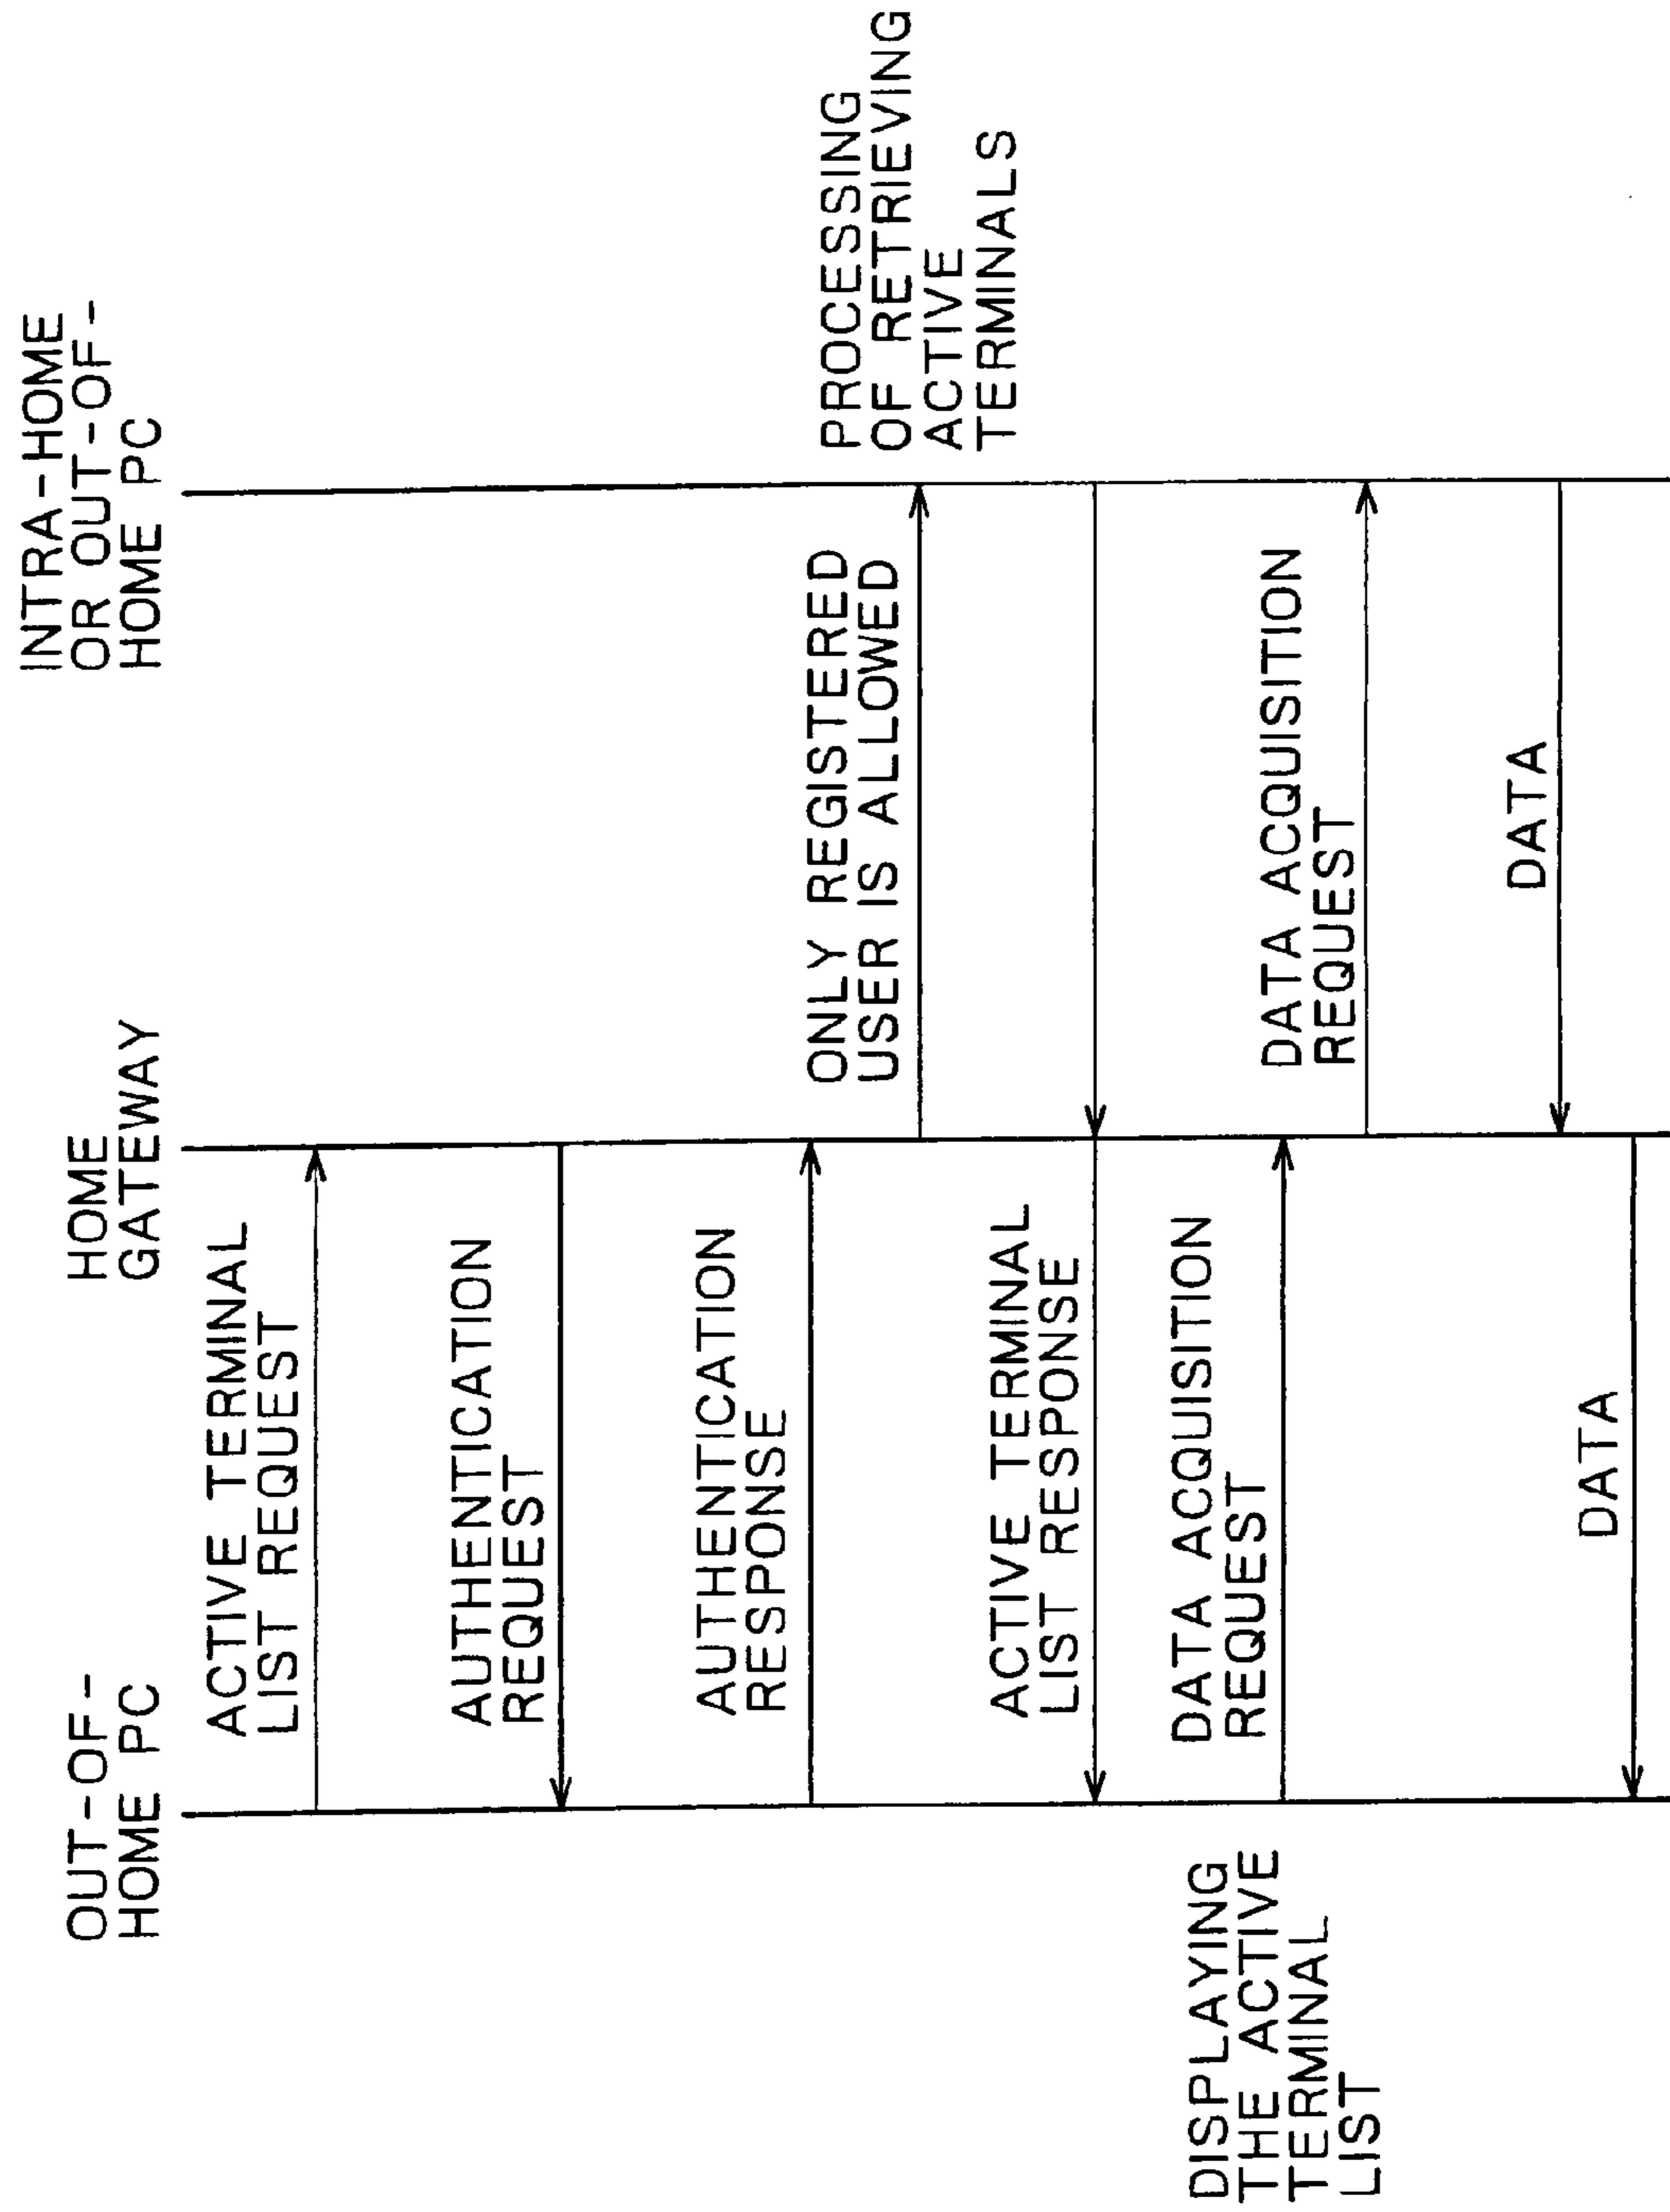 OUT-OF-
HOME PC
HOME
GATEWAY
INTRA-HOME
OR OUT-OF-
HOME PC
ACTIVE TERMINAL
LIST REQUEST
AUTHENTICATION
REQUEST
AUTHENTICATION
RESPONSE
ONLY REGISTERED
USER IS ALLOWED
PROCESSING
OF RETRIEVING
ACTIVE
TERMINALS
ACTIVE TERMINAL
LIST RESPONSE
DISPLAYING
THE ACTIVE
TERMINAL
LIST
DATA ACQUISITION
REQUEST
DATA ACQUISITION
REQUEST
DATA
DATA